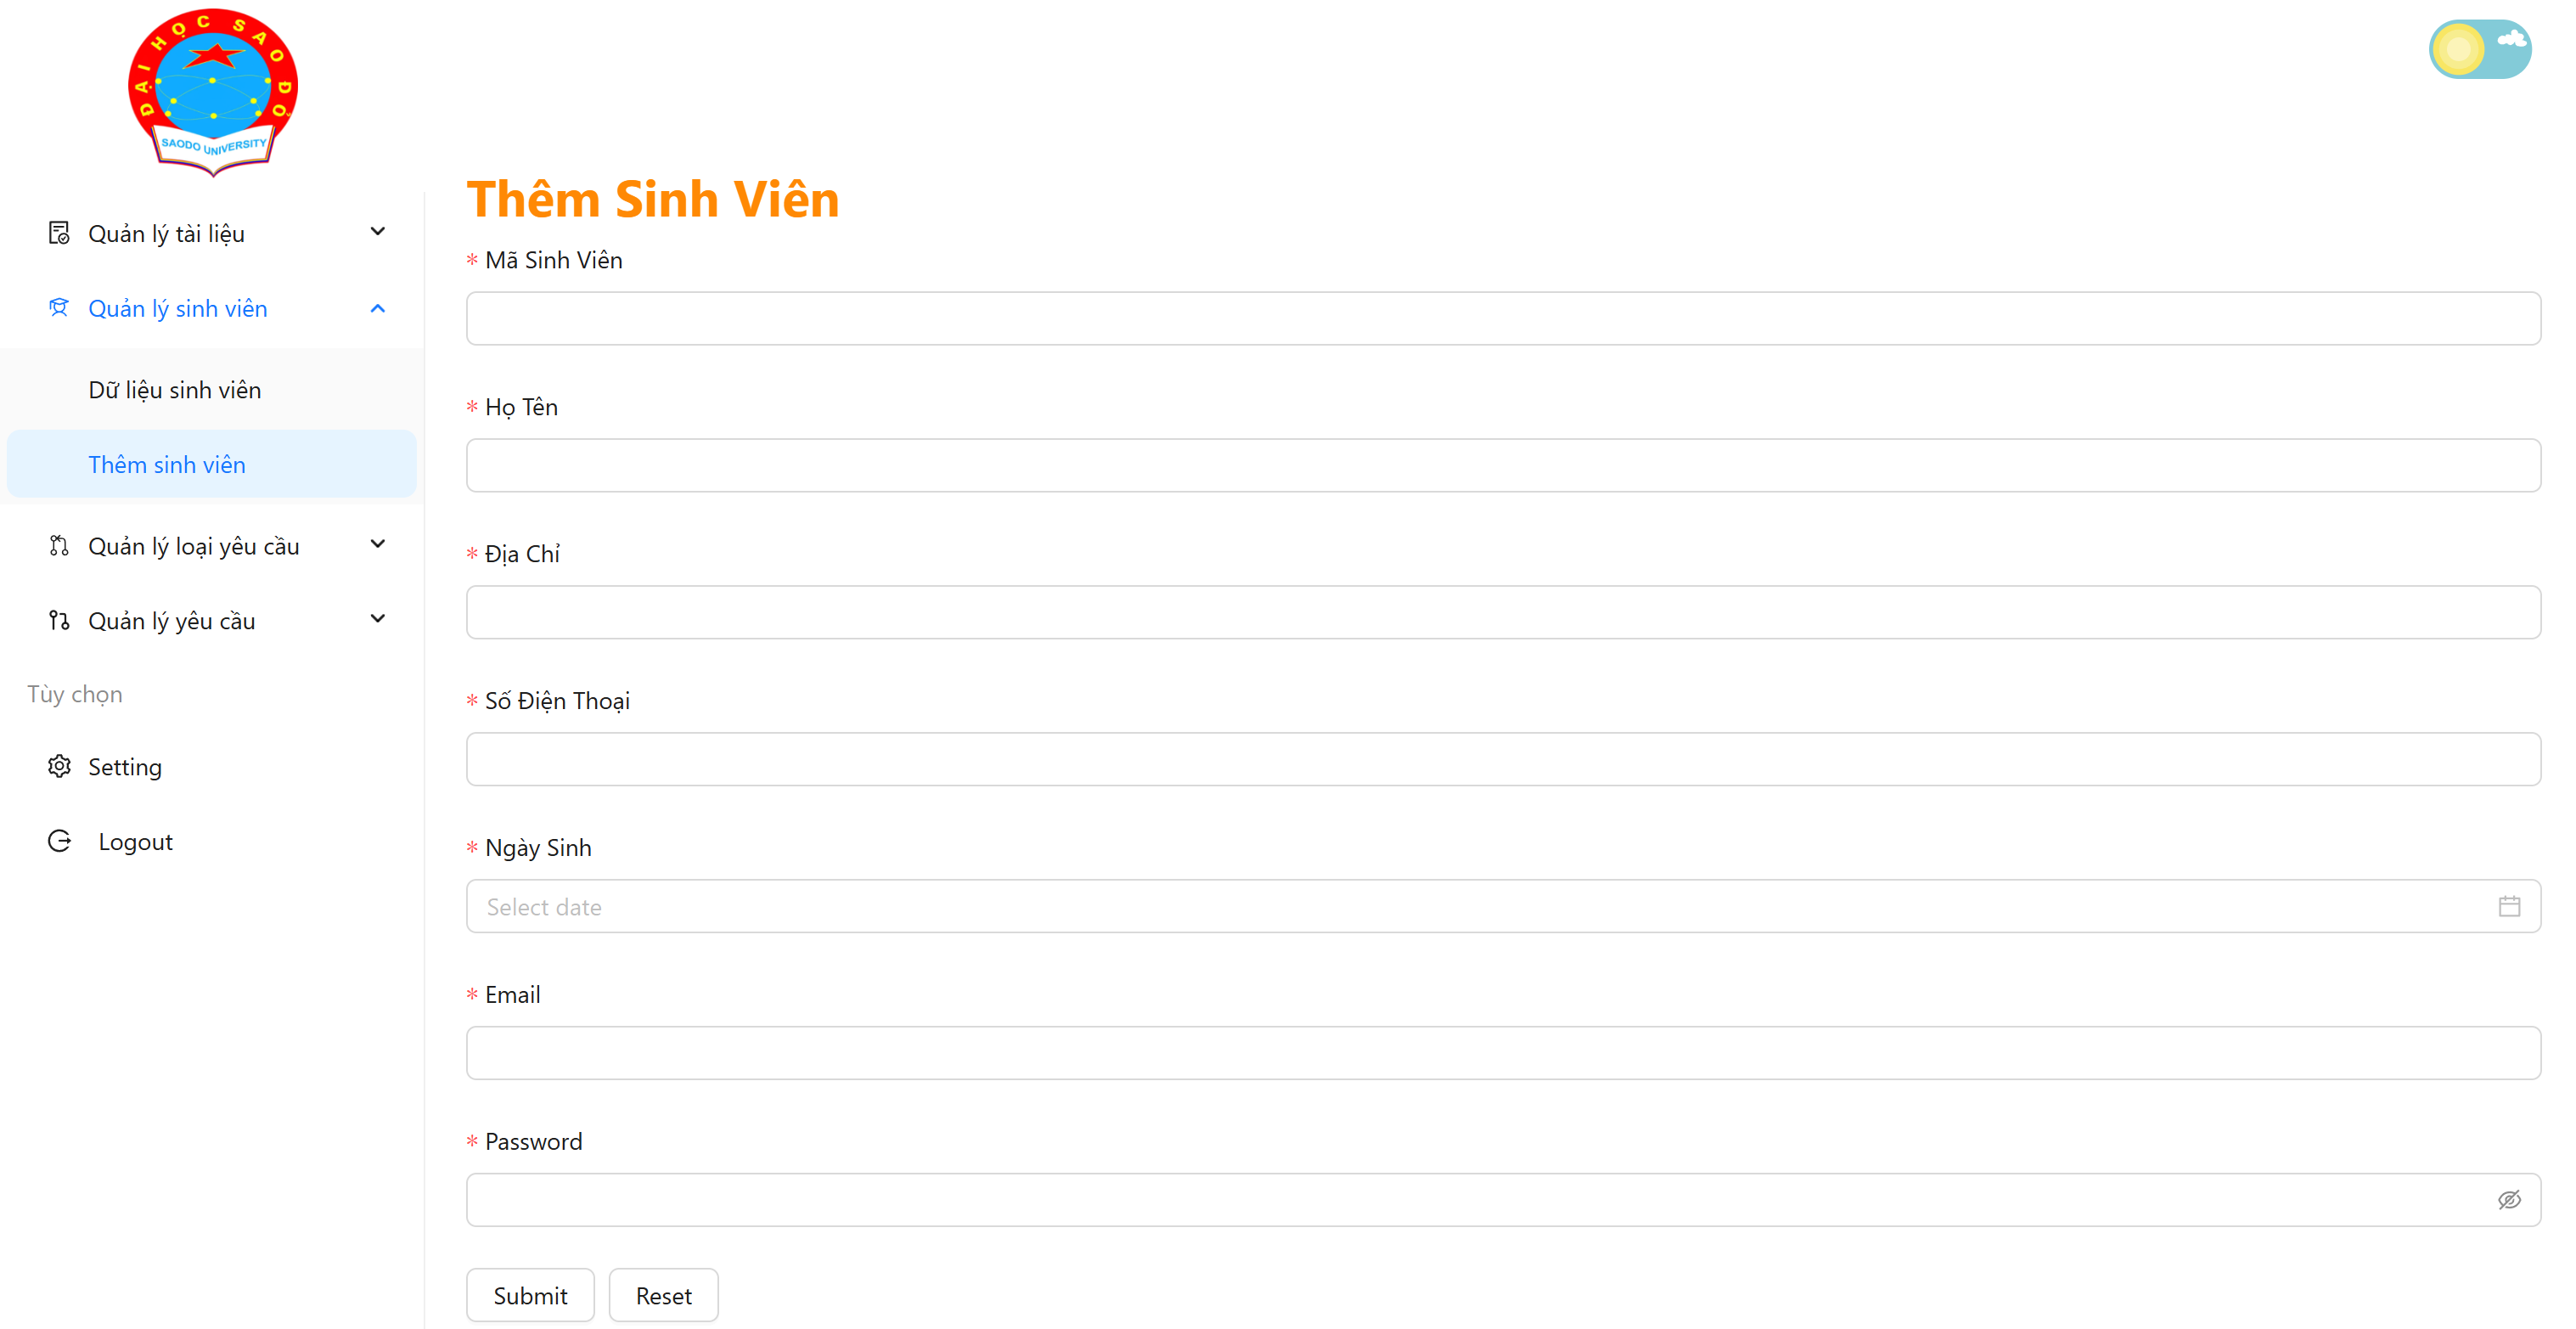 ĐẠI HỌC SAO ĐỎ
SAODO UNIVERSITY
Quản lý tài liệu
Quản lý sinh viên
Dữ liệu sinh viên
Thêm sinh viên
Quản lý loại yêu cầu
Quản lý yêu cầu
Tùy chọn
Setting
Logout
Thêm Sinh Viên
* Mã Sinh Viên
* Họ Tên
* Địa Chỉ
* Số Điện Thoại
* Ngày Sinh
Select date
* Email
* Password
Submit Reset